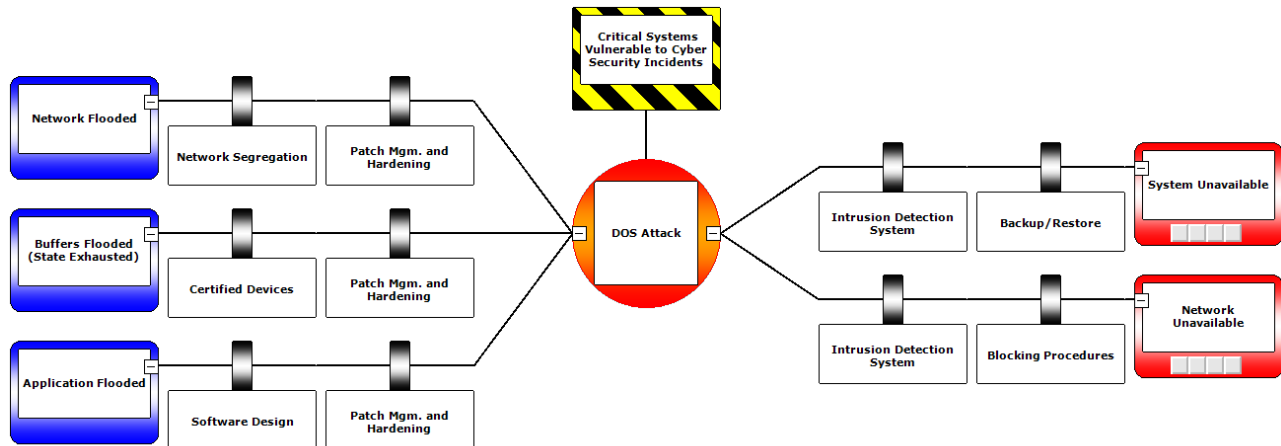 Critical Systems
Vulnerable to Cyber
Security Incidents
Network Flooded
Network Segregation
Patch Mgm. and
Hardening
Buffers Flooded
(State Exhausted)
Certified Devices
Patch Mgm. and
Hardening
Application Flooded
Software Design
Patch Mgm. and
Hardening
DOS Attack
Intrusion Detection
System
Backup/Restore
System Unavailable
Intrusion Detection
System
Blocking Procedures
Network
Unavailable